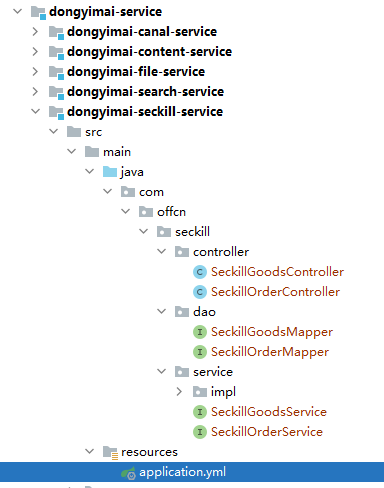 dongyimai-service
dongyimai-canal-service
dongyimai-content-service
dongyimai-file-service
dongyimai-search-service
dongyimai-seckill-service
src
main
java
com
offcn
seckill
controller
SeckillGoodsController
SeckillOrderController
dao
SeckillGoodsMapper
SeckillOrderMapper
service
impl
SeckillGoodsService
SeckillOrderService
resources
application.yml